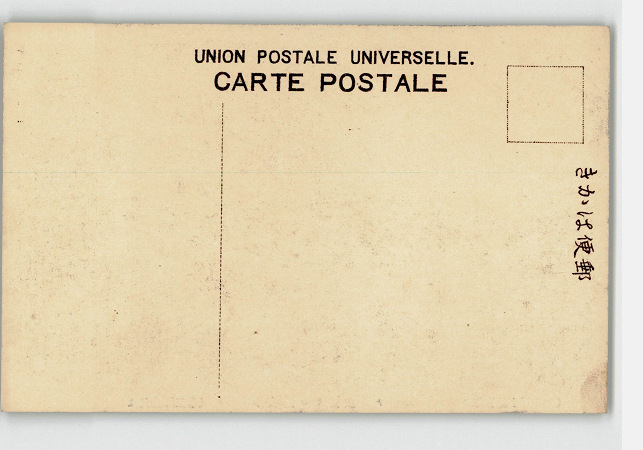 UNION POSTALE UNIVERSELLE.
CARTE POSTALE
きかは便郵